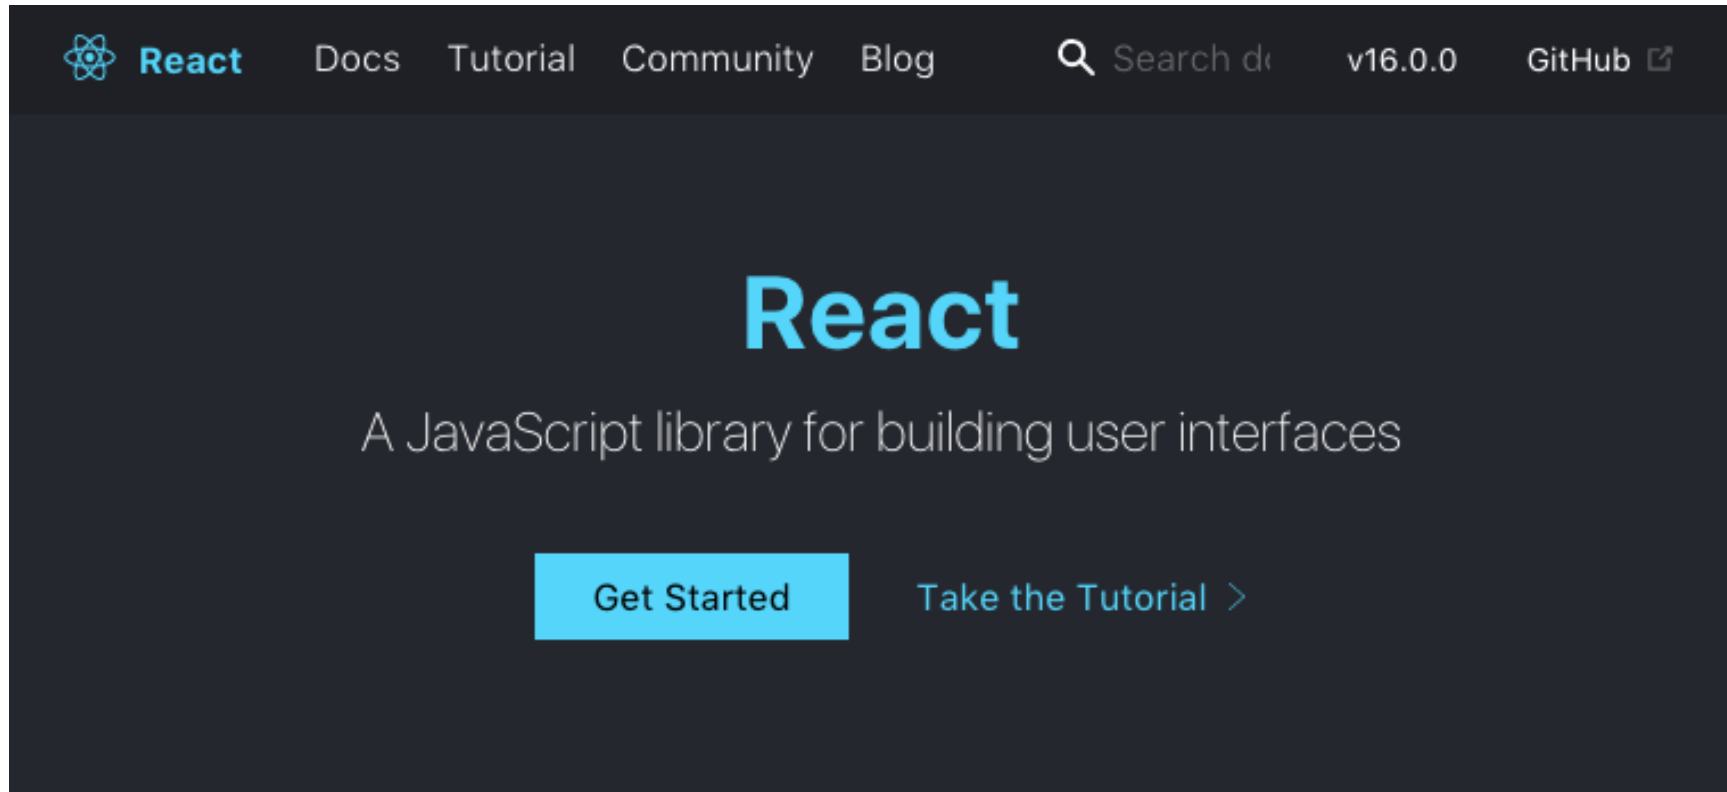 React Docs Tutorial Community Blog Search v16.0.0 GitHub
React
A JavaScript library for building user interfaces
Get Started Take the Tutorial >